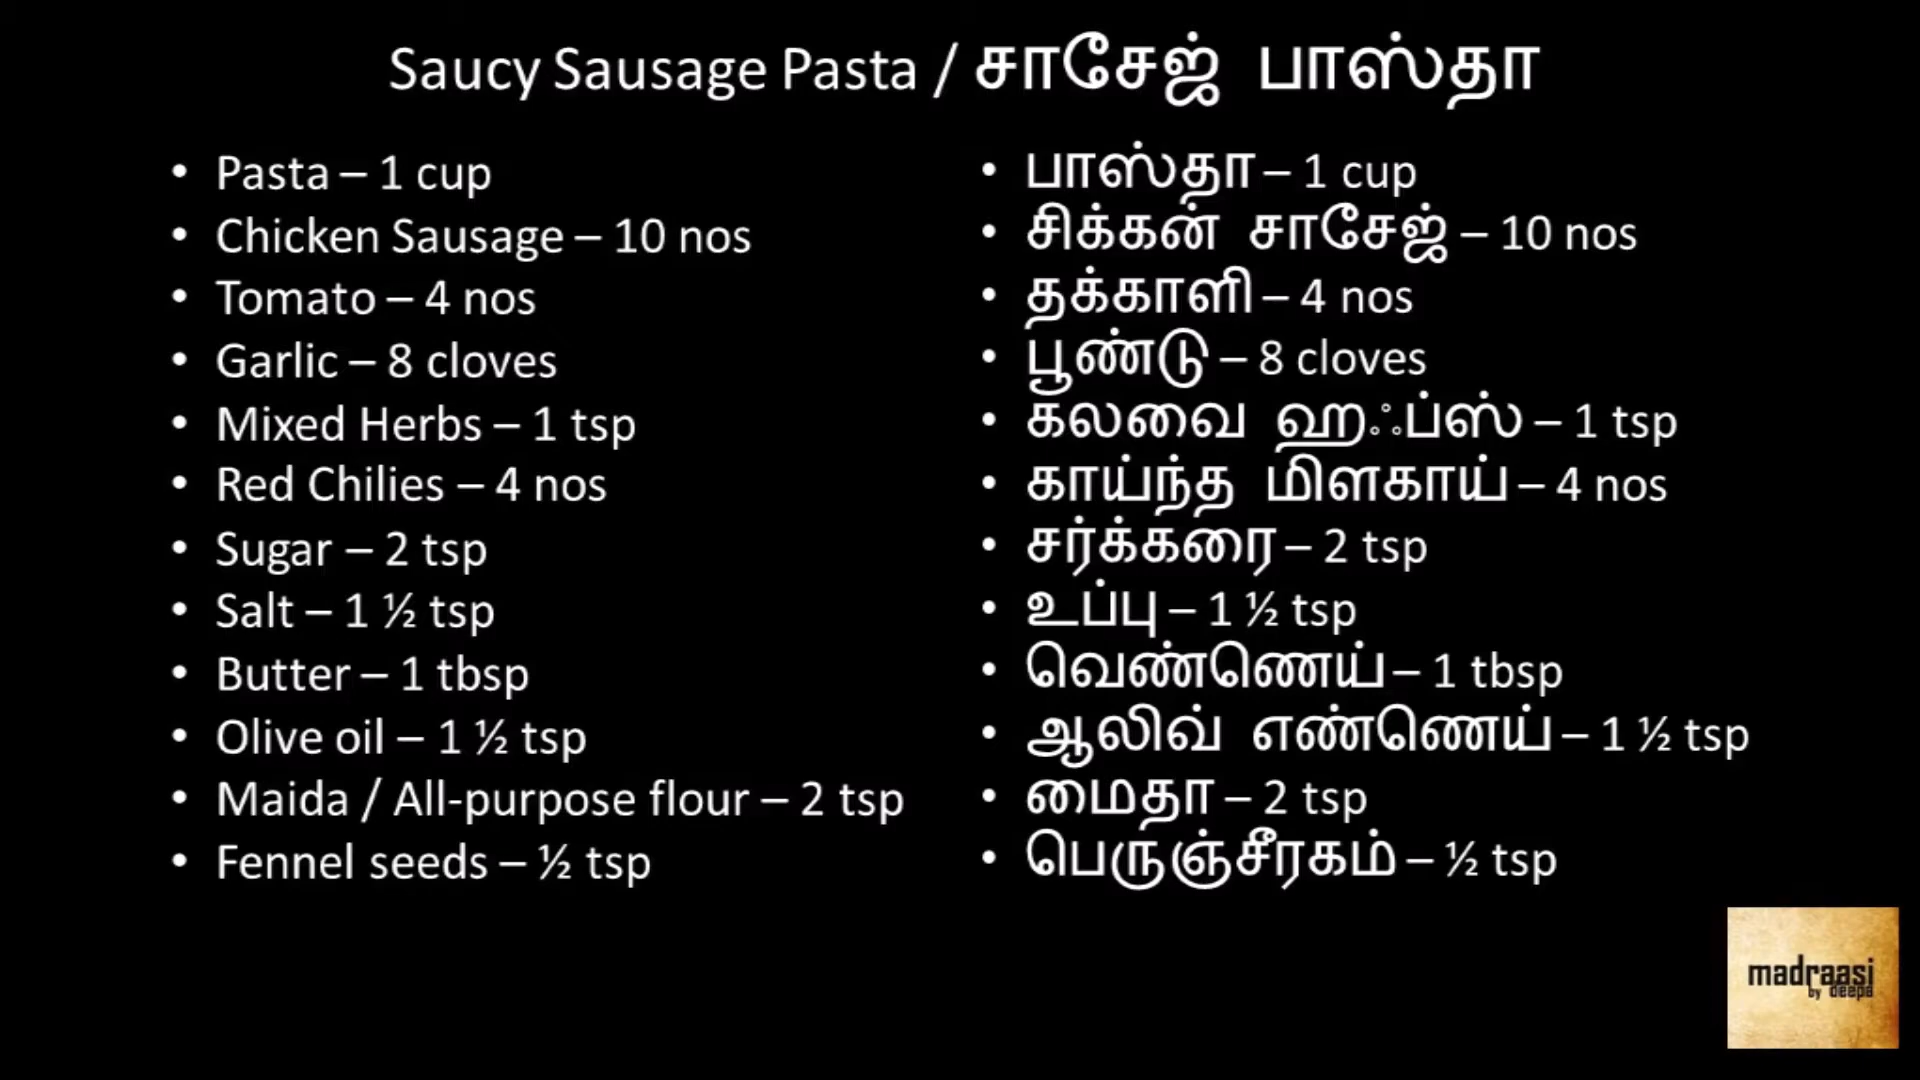 Saucy Sausage Pasta / சாசேஜ் பாஸ்தா
• Pasta – 1 cup
• Chicken Sausage – 10 nos
• Tomato – 4 nos
• Garlic – 8 cloves
• Mixed Herbs – 1 tsp
• Red Chilies – 4 nos
• Sugar – 2 tsp
• Salt – 1 ½ tsp
• Butter – 1 tbsp
• Olive oil – 1 ½ tsp
• Maida / All-purpose flour – 2 tsp
• Fennel seeds – ½ tsp
• பாஸ்தா – 1 cup
• சிக்கன் சாசேஜ் – 10 nos
• தக்காளி – 4 nos
• பூண்டு – 8 cloves
• கலவை ஹஃப்ஸ் – 1 tsp
• காய்ந்த மிளகாய் – 4 nos
• சர்க்கரை – 2 tsp
• உப்பு – 1 ½ tsp
• வெண்ணெய் – 1 tbsp
• ஆலிவ் எண்ணெய் – 1 ½ tsp
• மைதா – 2 tsp
• பெருஞ்சீரகம் – ½ tsp
madraasi
by deepa